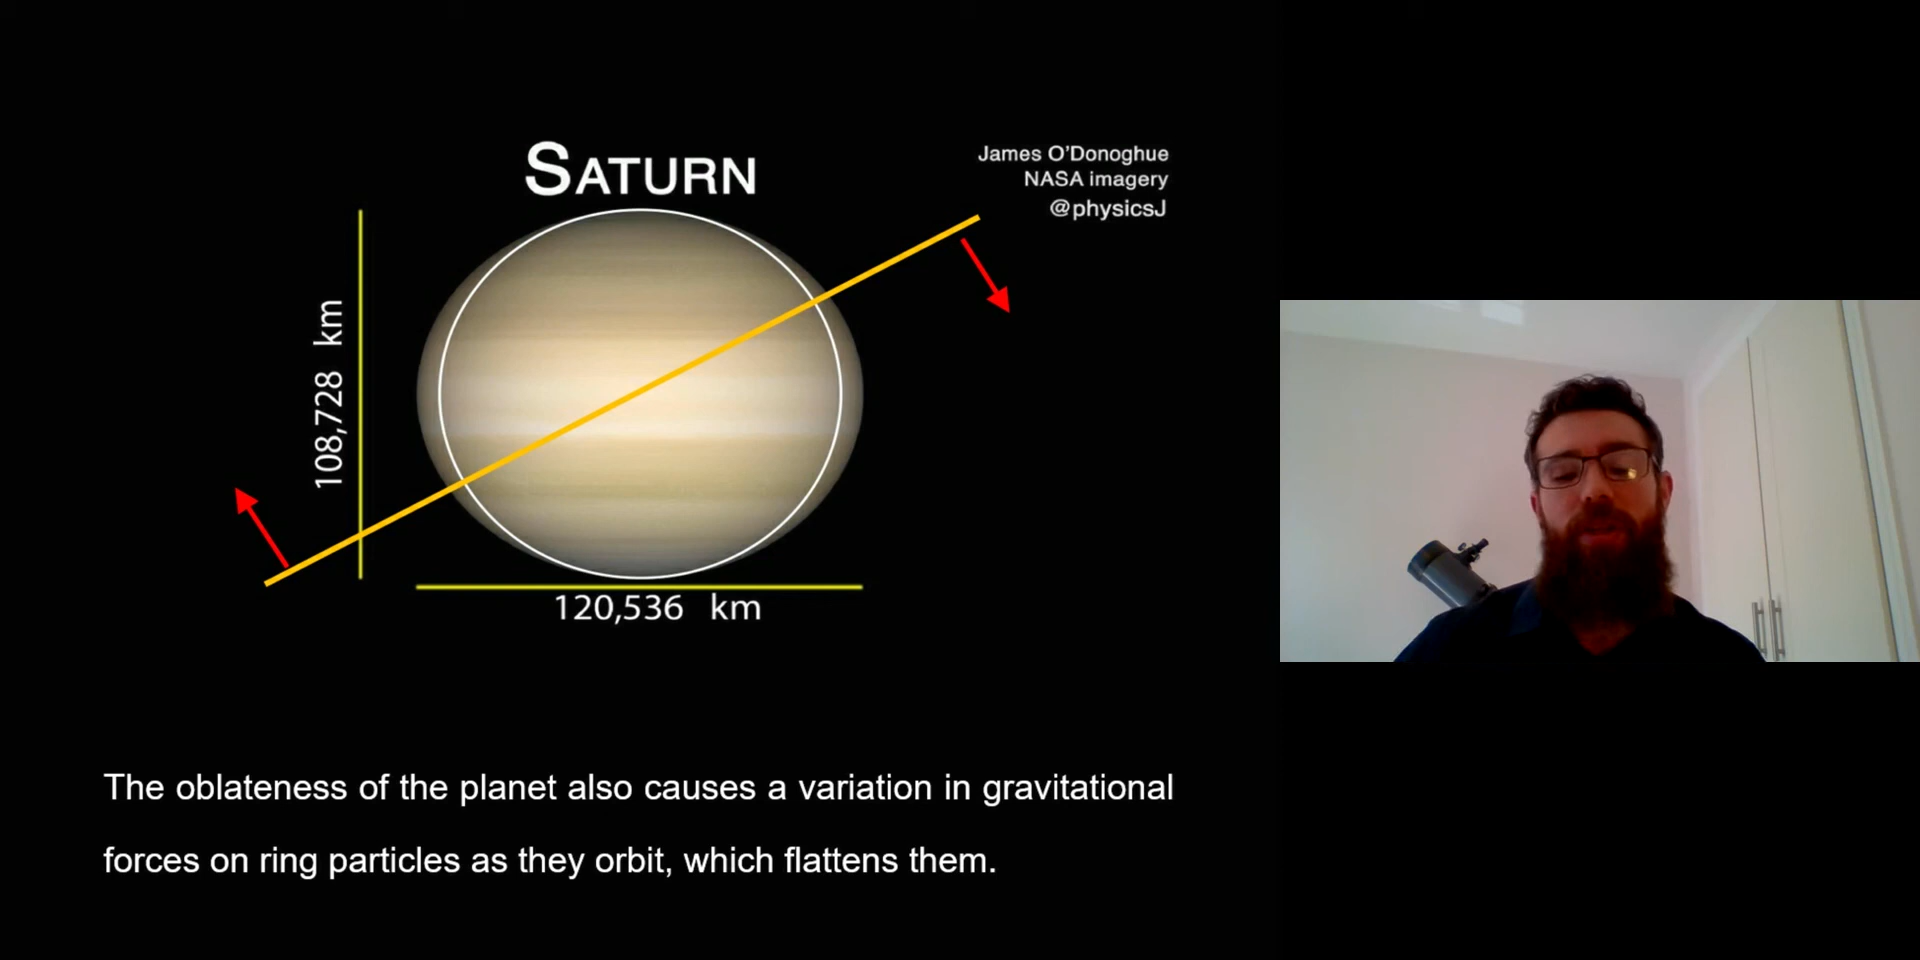 SATURN
James O'Donoghue
NASA imagery
@physicsJ
108,728 km
120,536 km
The oblateness of the planet also causes a variation in gravitational
forces on ring particles as they orbit, which flattens them.